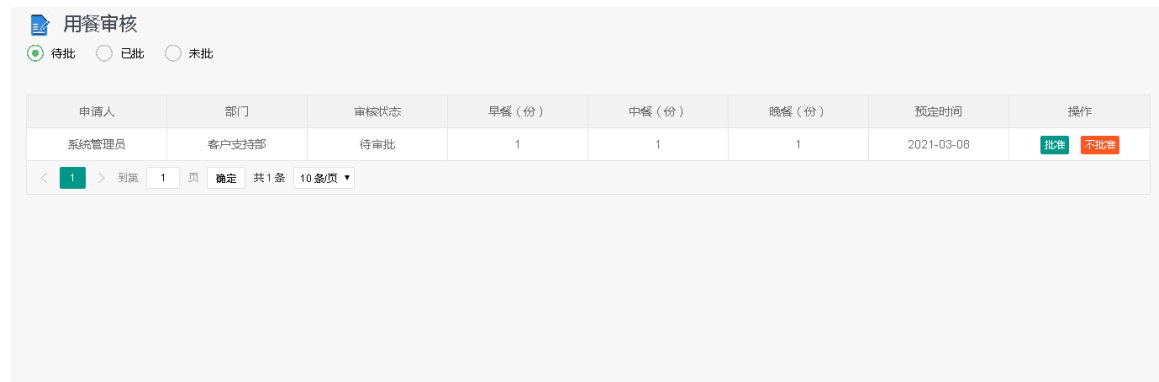 用餐审核
待批 已批 未批
申请人 部门 审核状态 早餐（份） 中餐（份） 晚餐（份） 预定时间 操作
系统管理员 客户支持部 待审批 1 1 1 2021-03-08 批准 不批准
< 1 > 到第 1 页 确定 共1条 10条/页